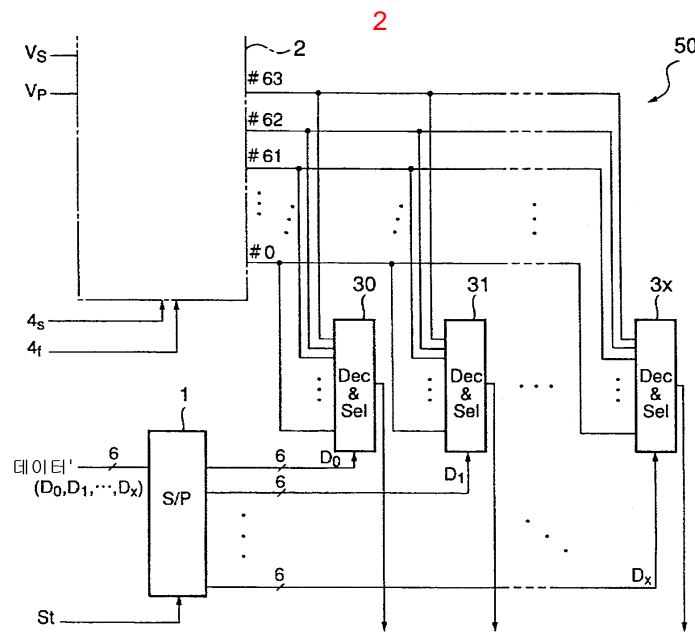 2
2
50
VS
VP
#63
#62
#61
#0
4s
4f
30
31
3x
Dec & Sel
Dec & Sel
Dec & Sel
1
데이터'
(D0,D1,⋯,Dx)
6
S/P
6
6
6
D0
D1
Dx
St